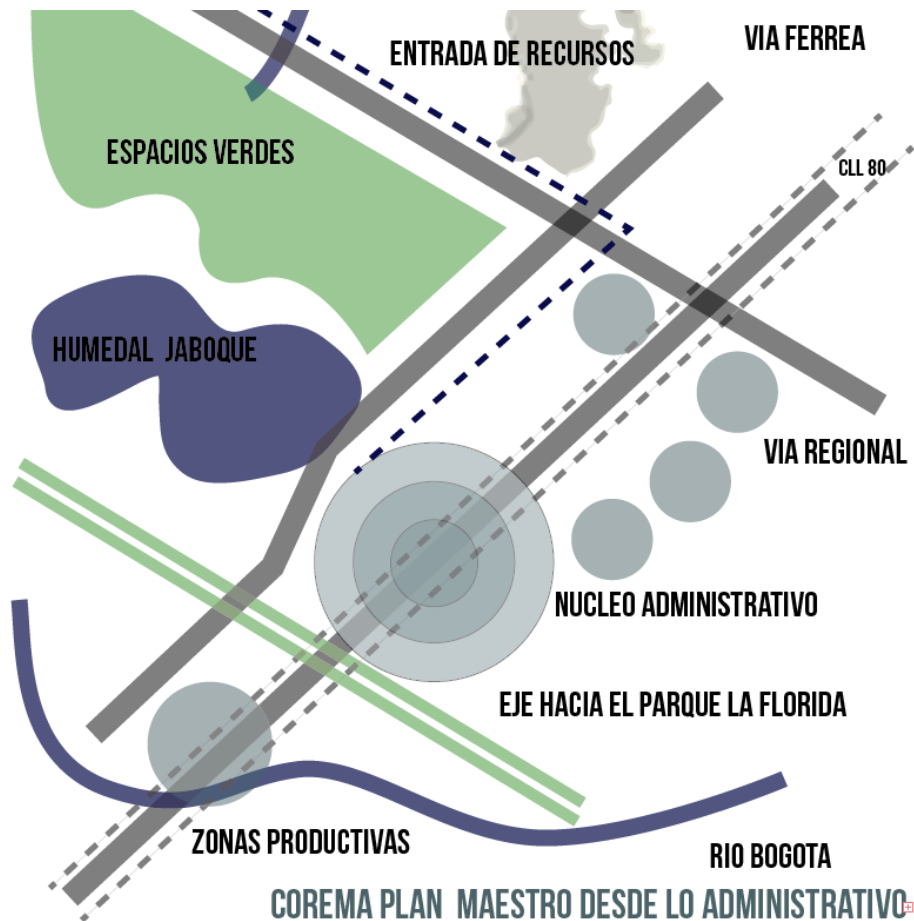 VIA FERREA
ENTRADA DE RECURSOS
ESPACIOS VERDES
CLL 80
HUMEDAL JABOQUE
VIA REGIONAL
NUCLEO ADMINISTRATIVO
EJE HACIA EL PARQUE LA FLORIDA
ZONAS PRODUCTIVAS
RIO BOGOTA
COREMA PLAN MAESTRO DESDE LO ADMINISTRATIVO